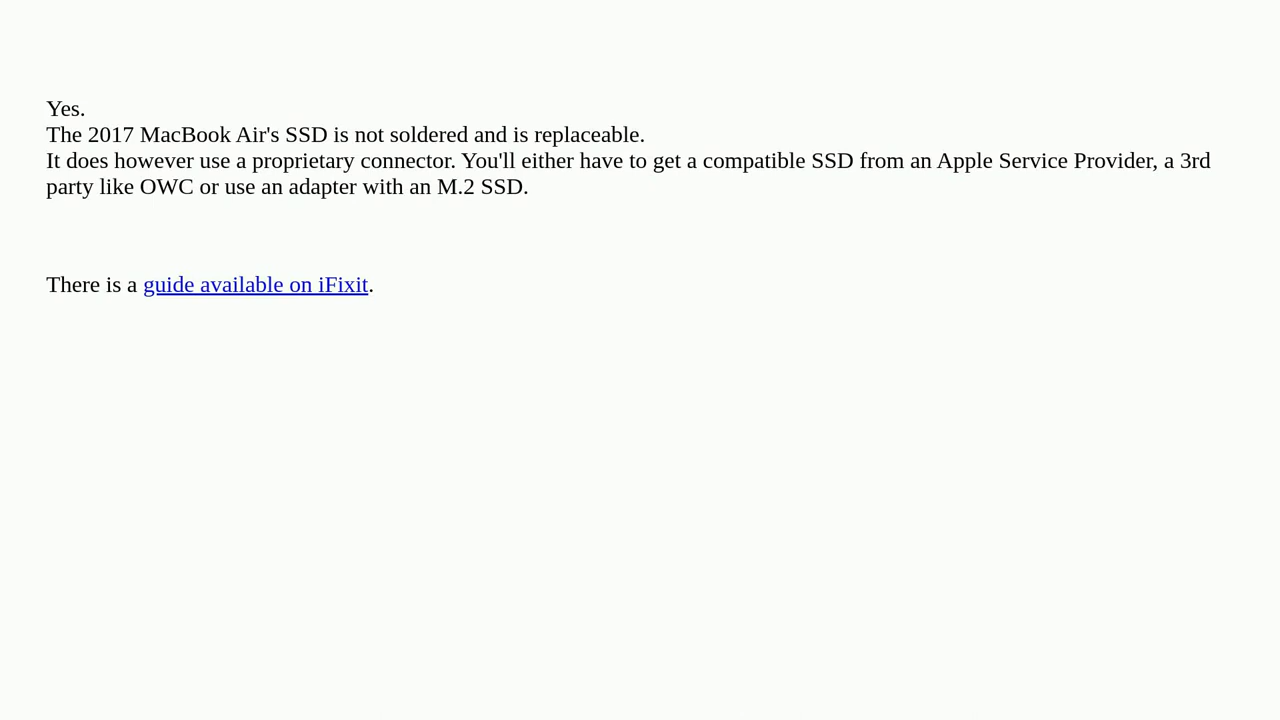 Yes.
The 2017 MacBook Air's SSD is not soldered and is replaceable.
It does however use a proprietary connector. You'll either have to get a compatible SSD from an Apple Service Provider, a 3rd
party like OWC or use an adapter with an M.2 SSD.
There is a guide available on iFixit.